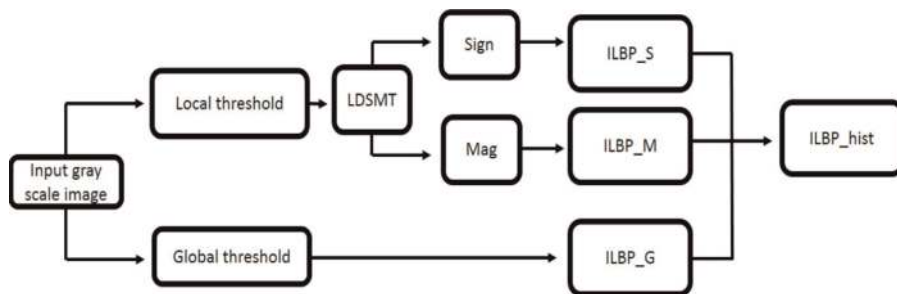 Sign
ILBP_S
Local threshold
LDSMT
Mag
ILBP_M
ILBP_hist
Input gray
scale image
Global threshold
ILBP_G